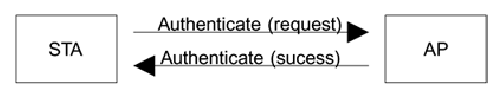 Authenticate (request)
STA
AP
Authenticate (sucess)